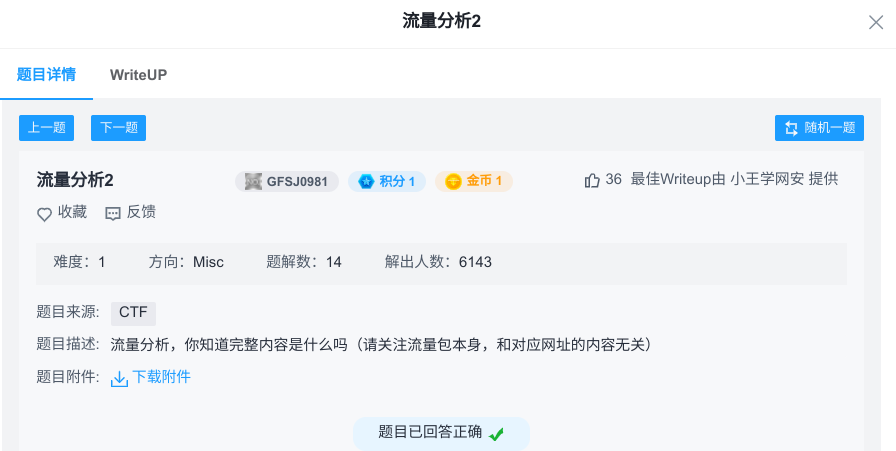 流量分析2
题目详情 WriteUP
上一题 下一题 随机一题
流量分析2 GFSJ0981 积分 1 金币 1 36 最佳Writeup由 小王学网安 提供
收藏 反馈
难度：1 方向：Misc 题解数：14 解出人数：6143
题目来源: CTF
题目描述: 流量分析，你知道完整内容是什么吗（请关注流量包本身，和对应网址的内容无关）
题目附件: 下载附件
题目已回答正确